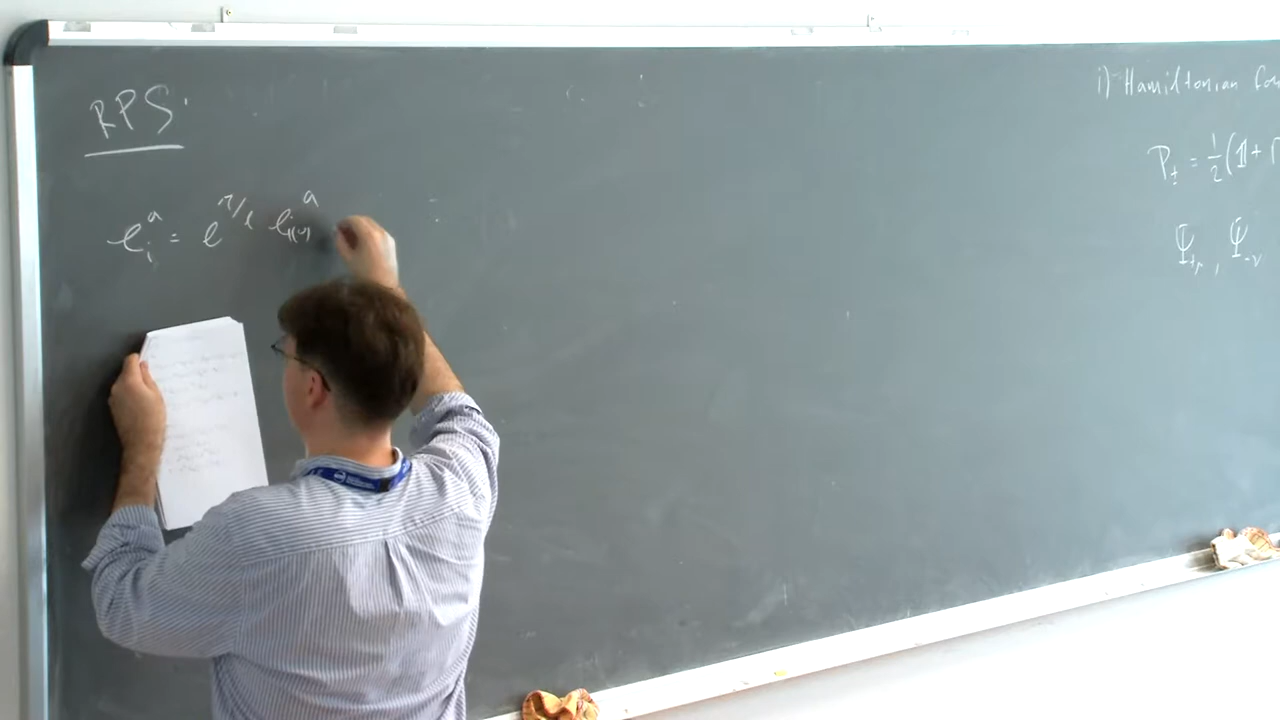 RPS:
e_i^a = e^{r/ℓ} e_{i(0)}^a
i) Hamiltonian
P_± = 1/2 (𝟙 + Γ
Ψ_{+μ}, Ψ_{-ν}